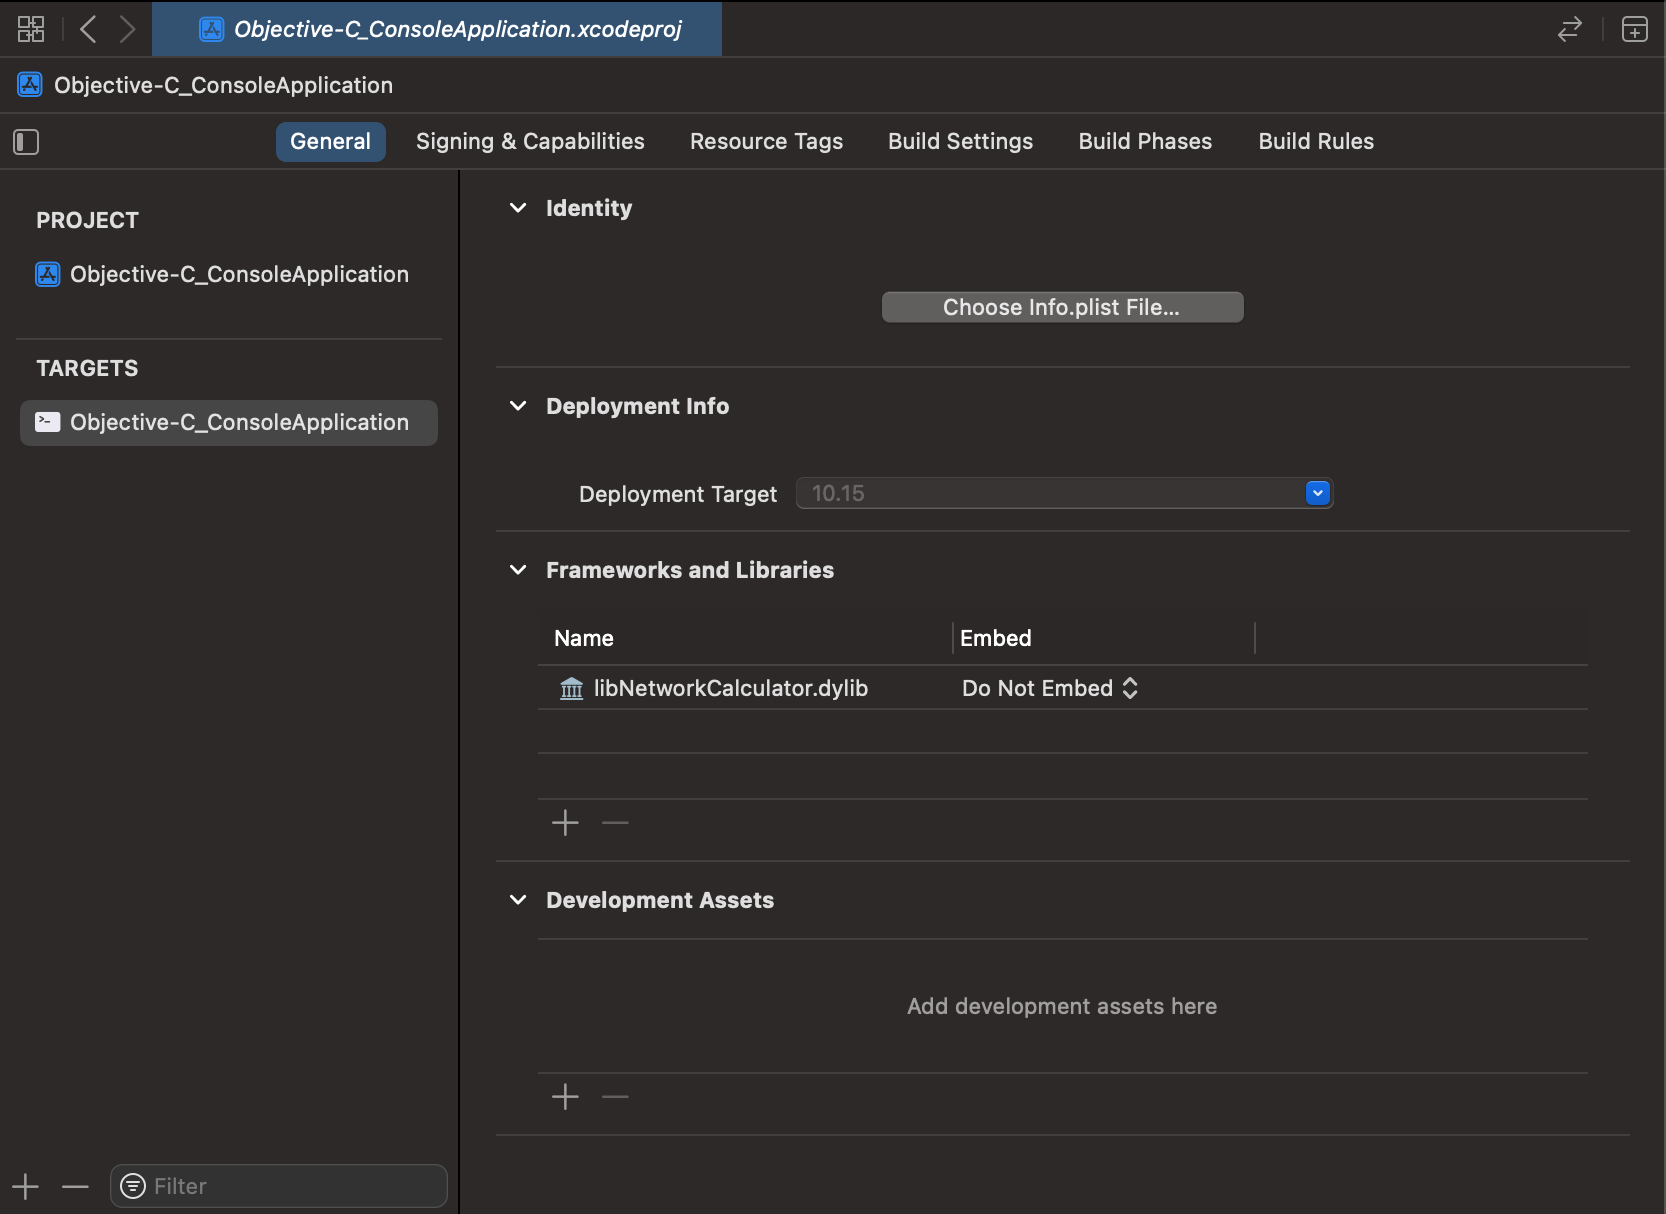 Objective-C_ConsoleApplication.xcodeproj
Objective-C_ConsoleApplication
General Signing & Capabilities Resource Tags Build Settings Build Phases Build Rules
PROJECT
Objective-C_ConsoleApplication
TARGETS
Objective-C_ConsoleApplication
Filter
Identity
Choose Info.plist File...
Deployment Info
Deployment Target 10.15
Frameworks and Libraries
Name Embed
libNetworkCalculator.dylib Do Not Embed
Development Assets
Add development assets here